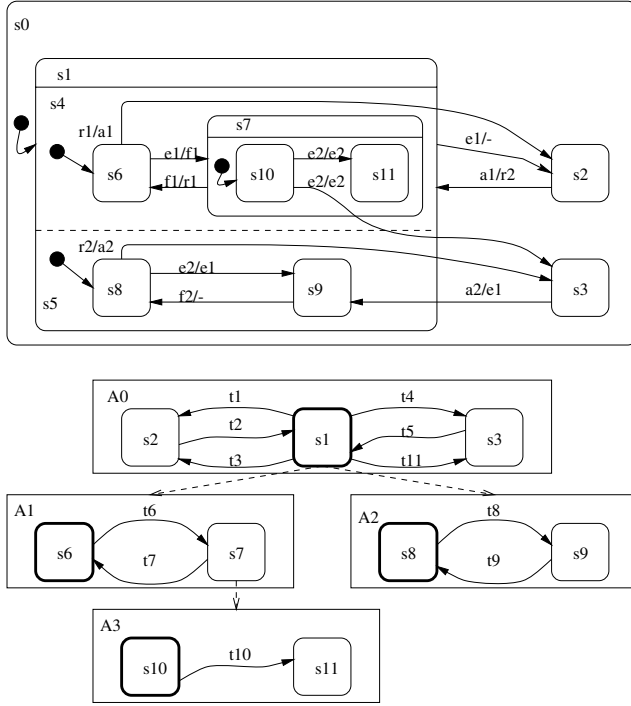 s0
s1
s4
r1/a1
s7
e1/-
s6
e1/f1
s10
e2/e2
s11
s2
f1/r1
e2/e2
a1/r2
r2/a2
s5
s8
e2/e1
s9
s3
f2/-
a2/e1
A0
t1
t4
s2
t2
s1
t5
s3
t3
t11
A1
t6
A2
t8
s6
s7
s8
s9
t7
t9
A3
s10
t10
s11